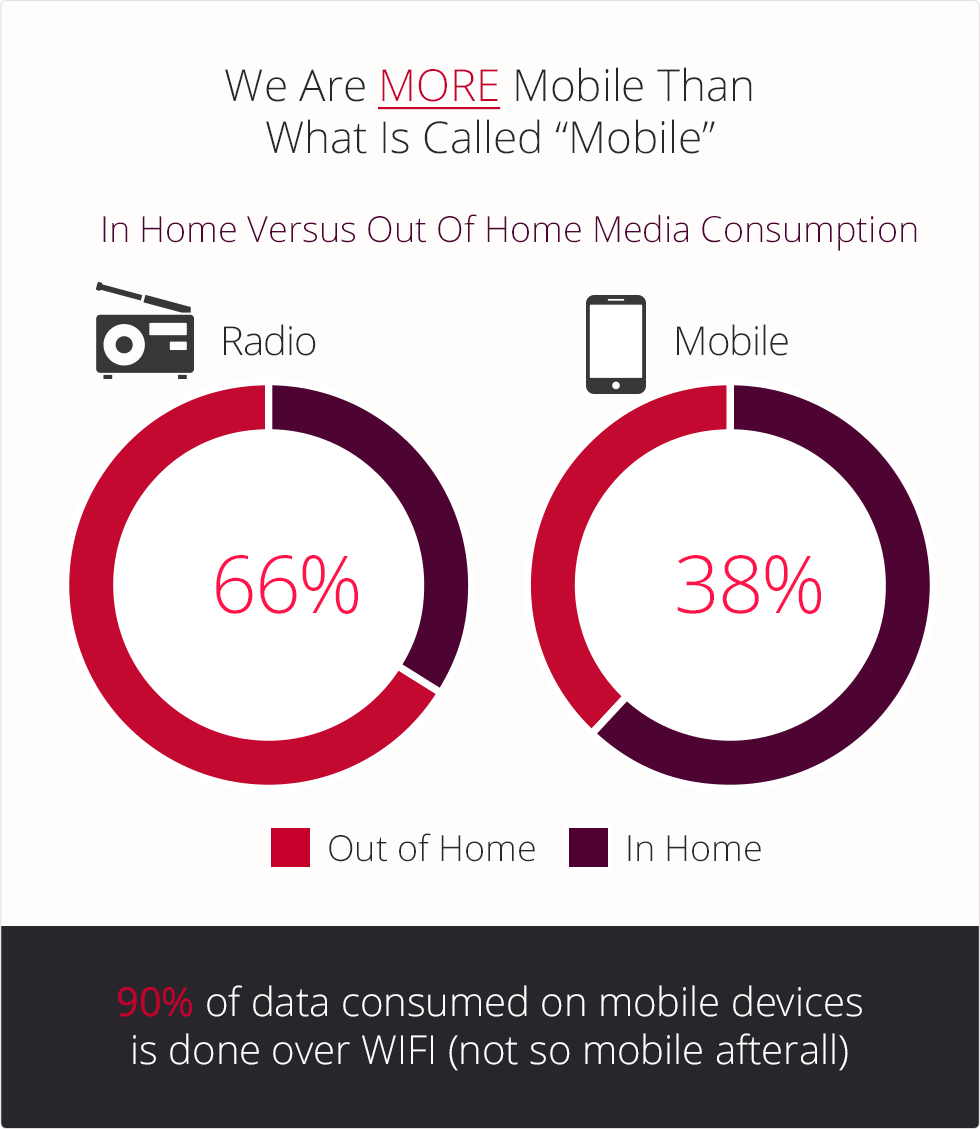 We Are MORE Mobile Than
What Is Called “Mobile”
In Home Versus Out Of Home Media Consumption
Radio
Mobile
66%
38%
Out of Home
In Home
90% of data consumed on mobile devices
is done over WIFI (not so mobile afterall)